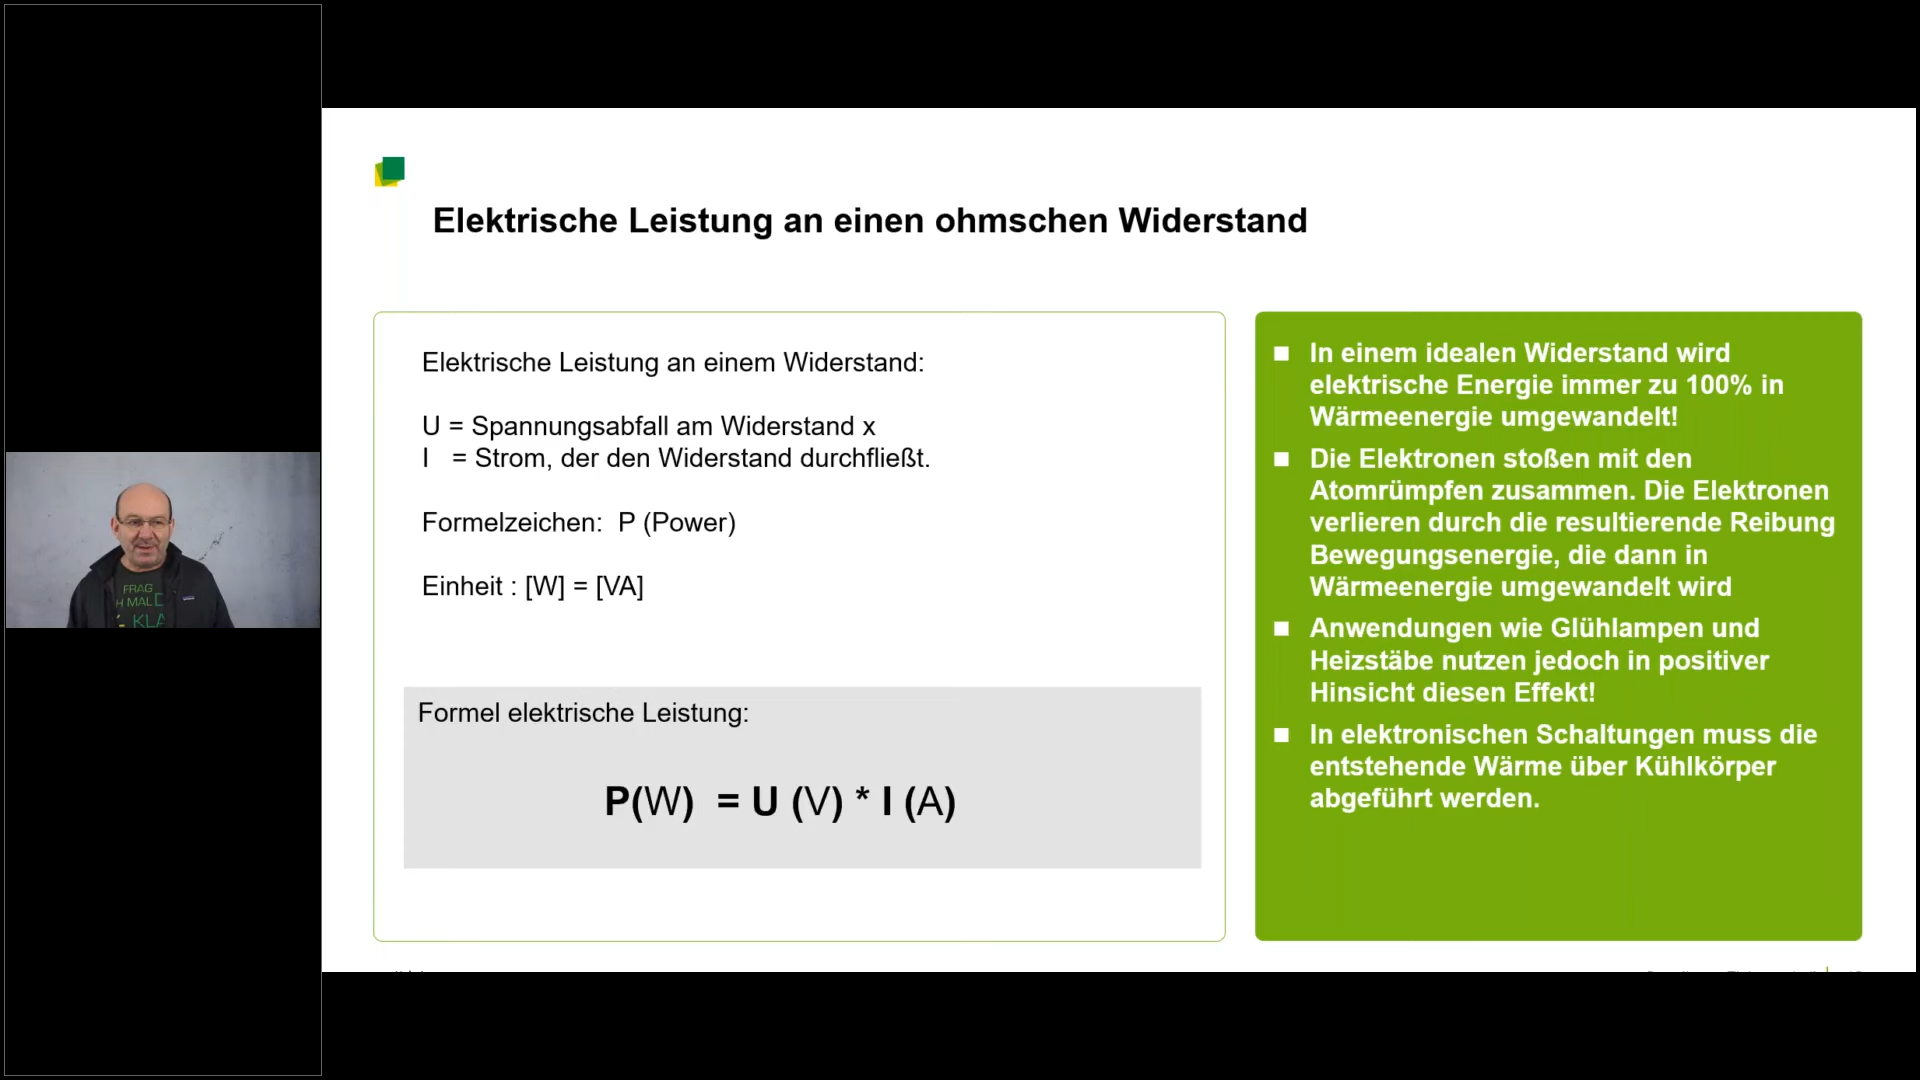 Elektrische Leistung an einen ohmschen Widerstand
Elektrische Leistung an einem Widerstand:
U = Spannungsabfall am Widerstand x
I = Strom, der den Widerstand durchfließt.
Formelzeichen: P (Power)
Einheit : [W] = [VA]
Formel elektrische Leistung:
P(W) = U (V) * I (A)
In einem idealen Widerstand wird
elektrische Energie immer zu 100% in
Wärmeenergie umgewandelt!
Die Elektronen stoßen mit den
Atomrümpfen zusammen. Die Elektronen
verlieren durch die resultierende Reibung
Bewegungsenergie, die dann in
Wärmeenergie umgewandelt wird
Anwendungen wie Glühlampen und
Heizstäbe nutzen jedoch in positiver
Hinsicht diesen Effekt!
In elektronischen Schaltungen muss die
entstehende Wärme über Kühlkörper
abgeführt werden.
FRAG
H MAL D
KLA